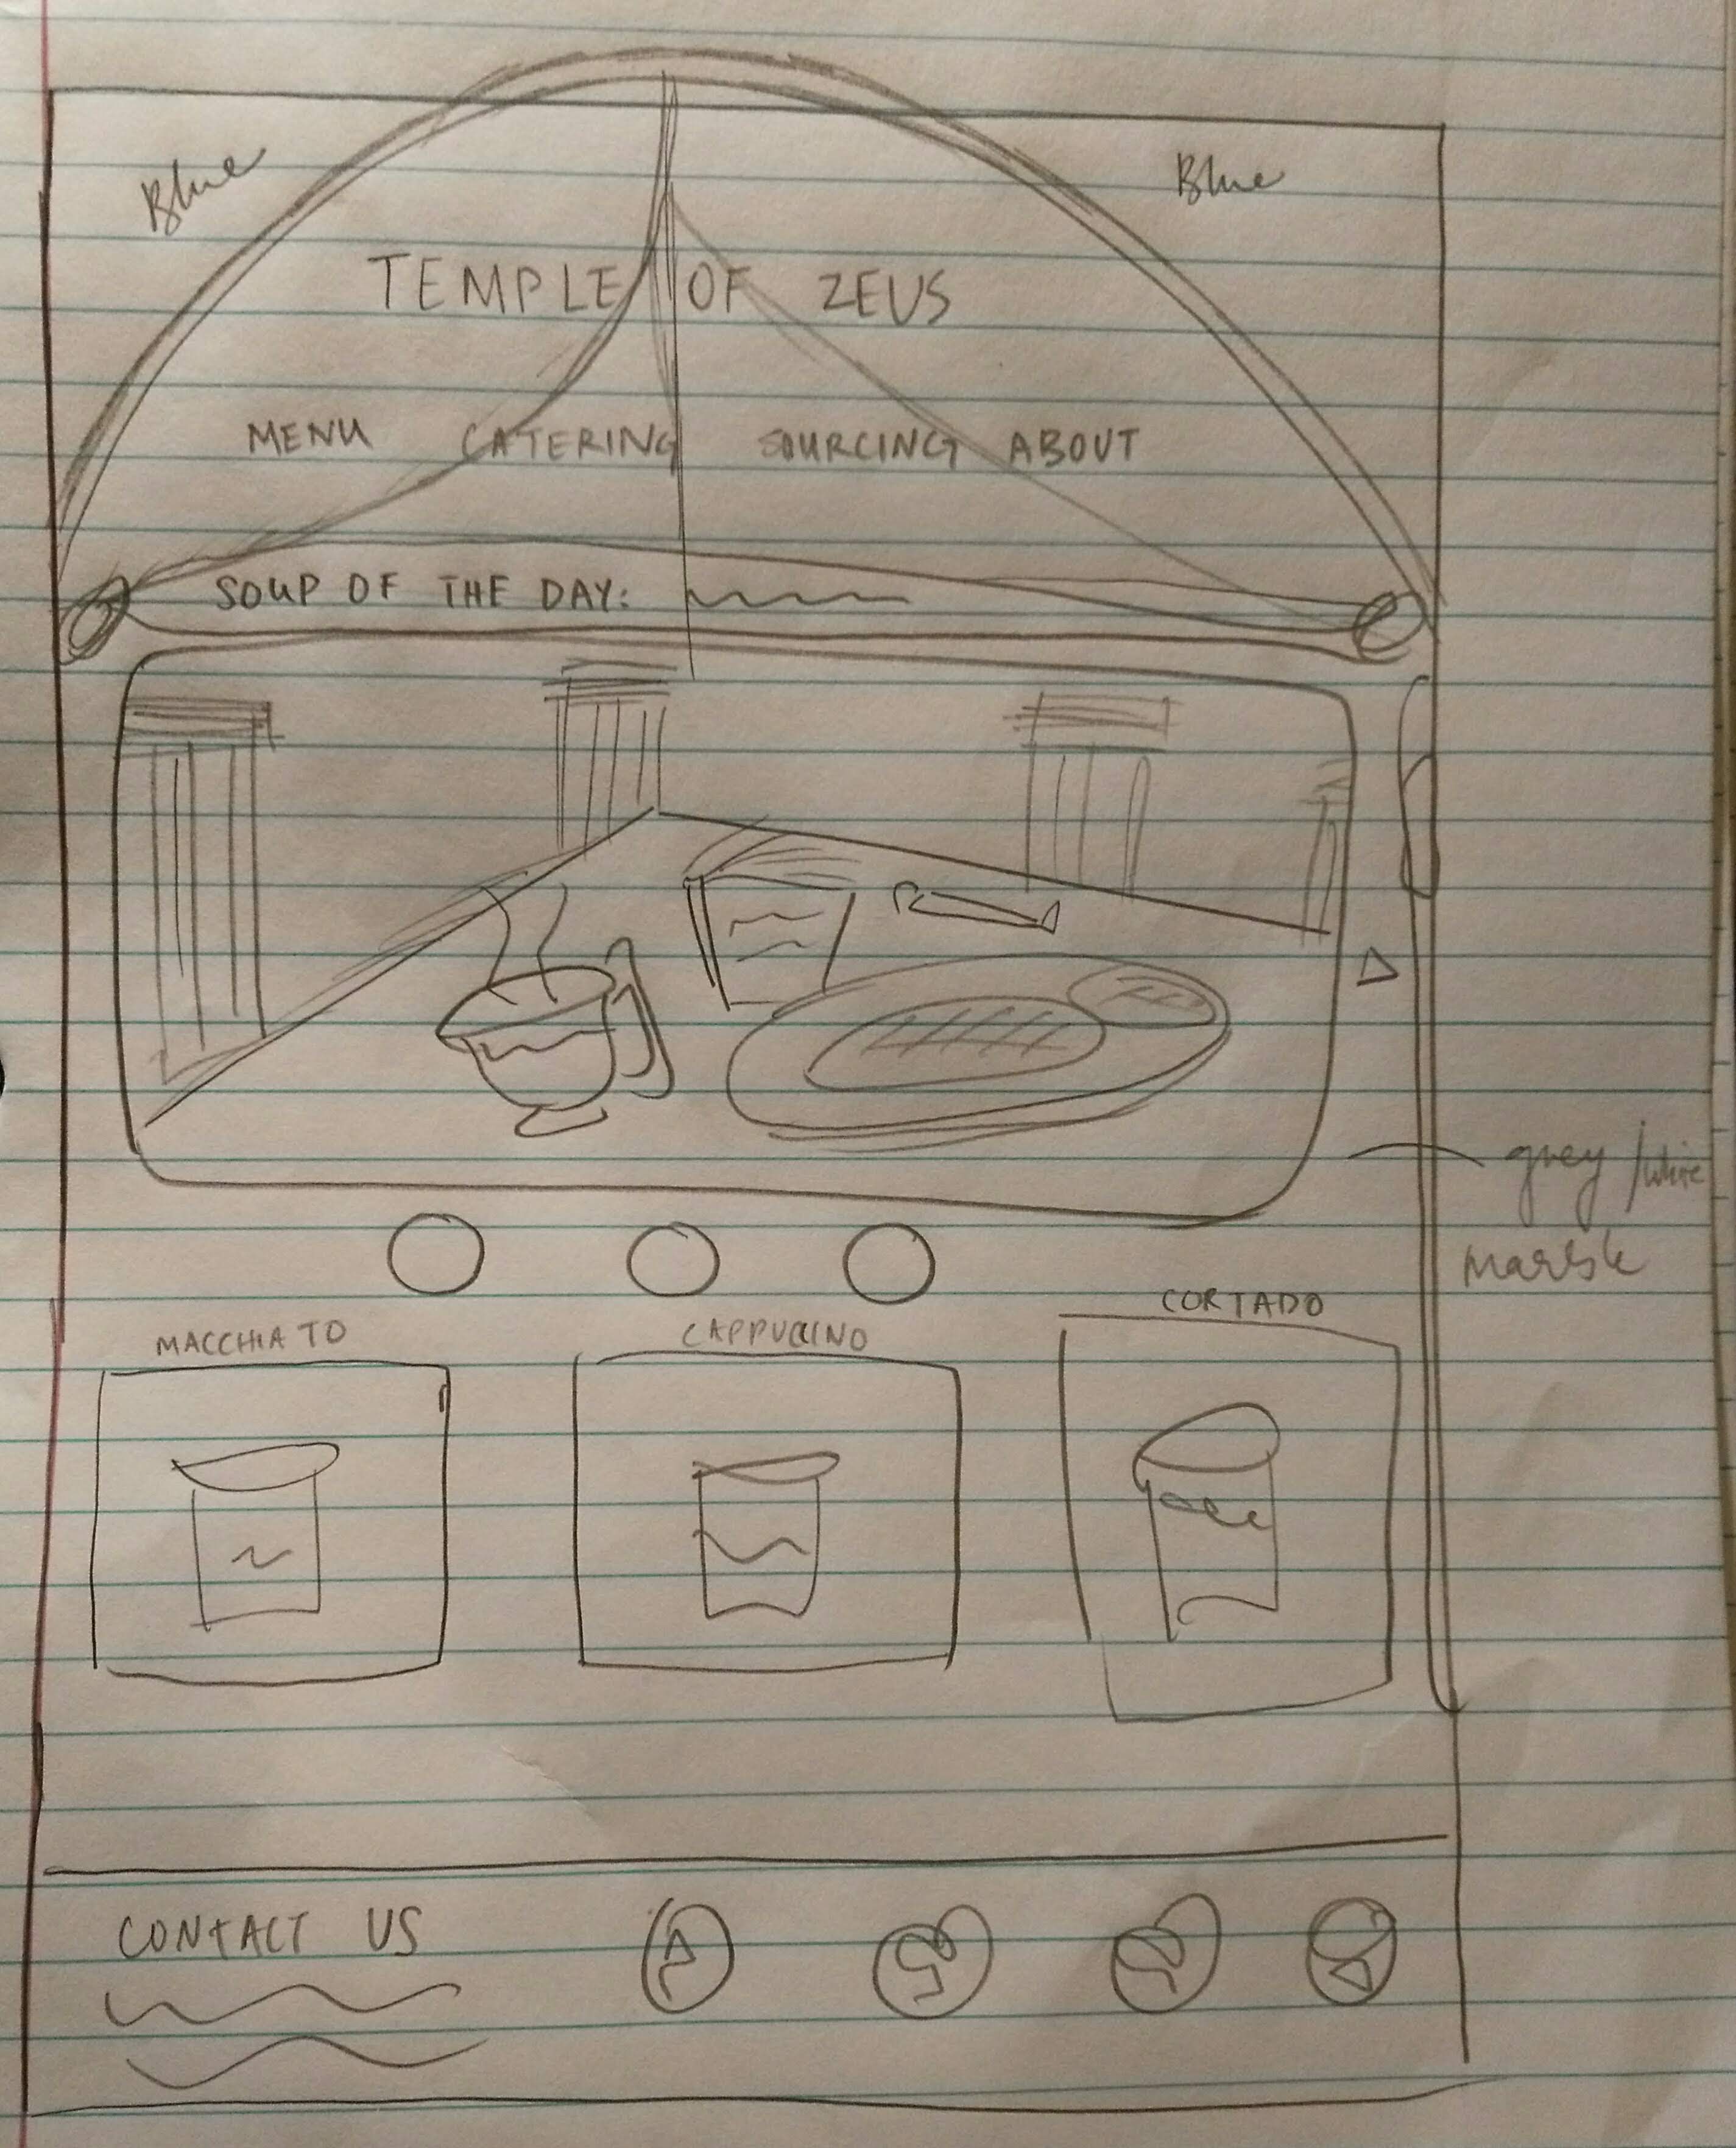 Blue
Blue
TEMPLE OF ZEUS
MENU CATERING SOURCING ABOUT
SOUP OF THE DAY:
grey / white
marble
MACCHIATO
CAPPUCCINO
CORTADO
CONTACT US